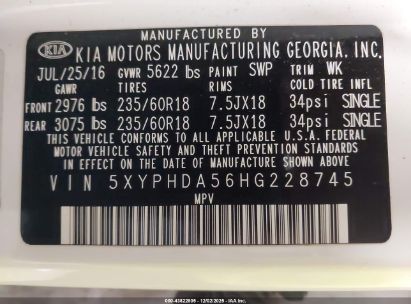 MANUFACTURED BY
KIA KIA MOTORS MANUFACTURING GEORGIA, INC.
JUL/25/16 GVWR 5622 lbs PAINT SWP TRIM WK
GAWR TIRES RIMS COLD TIRE INFL
FRONT 2976 lbs 235/60R18 7.5JX18 34psi SINGLE
REAR 3075 lbs 235/60R18 7.5JX18 34psi SINGLE
THIS VEHICLE CONFORMS TO ALL APPLICABLE U.S.A. FEDERAL
MOTOR VEHICLE SAFETY AND THEFT PREVENTION STANDARDS
IN EFFECT ON THE DATE OF MANUFACTURE SHOWN ABOVE.
VIN 5XYPHDA56HG228745
MPV